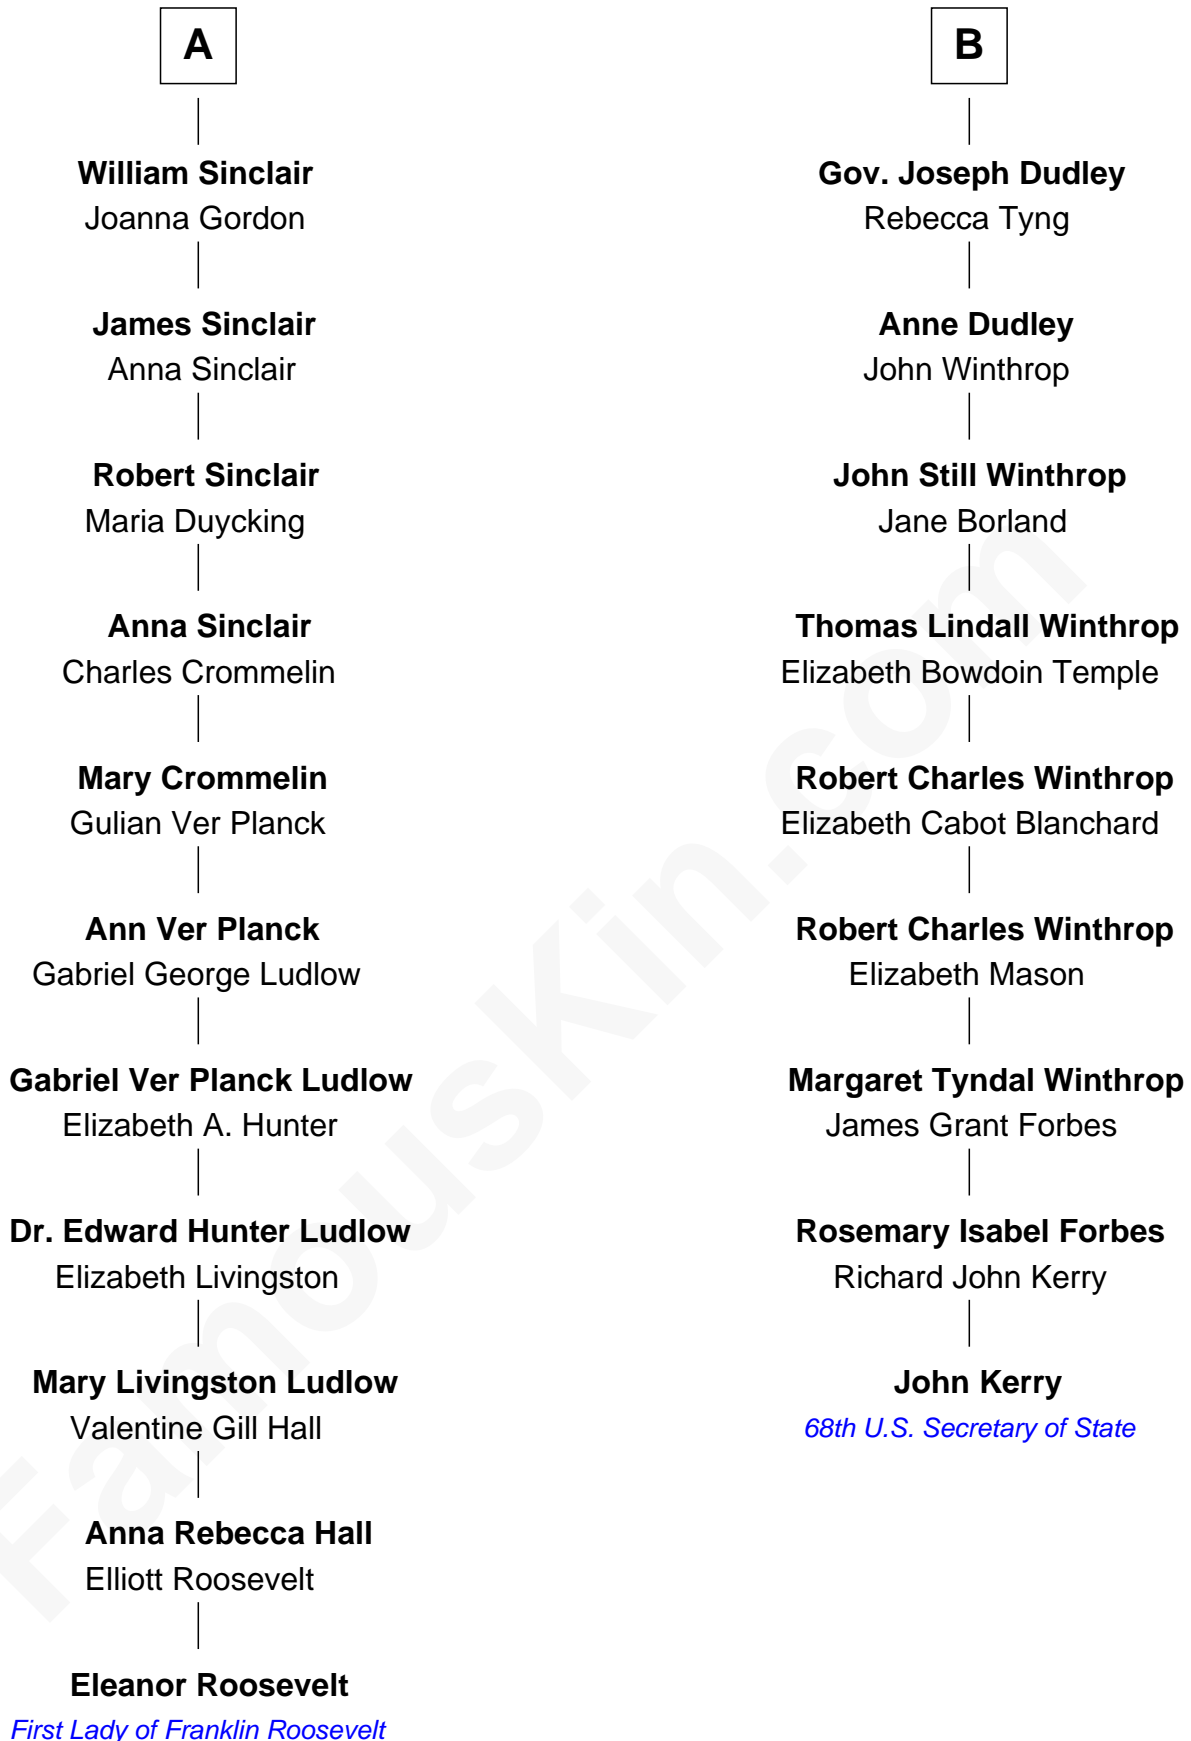 A
William Sinclair
Joanna Gordon
James Sinclair
Anna Sinclair
Robert Sinclair
Maria Duycking
Anna Sinclair
Charles Crommelin
Mary Crommelin
Gulian Ver Planck
Ann Ver Planck
Gabriel George Ludlow
Gabriel Ver Planck Ludlow
Elizabeth A. Hunter
Dr. Edward Hunter Ludlow
Elizabeth Livingston
Mary Livingston Ludlow
Valentine Gill Hall
Anna Rebecca Hall
Elliott Roosevelt
Eleanor Roosevelt
First Lady of Franklin Roosevelt
B
Gov. Joseph Dudley
Rebecca Tyng
Anne Dudley
John Winthrop
John Still Winthrop
Jane Borland
Thomas Lindall Winthrop
Elizabeth Bowdoin Temple
Robert Charles Winthrop
Elizabeth Cabot Blanchard
Robert Charles Winthrop
Elizabeth Mason
Margaret Tyndal Winthrop
James Grant Forbes
Rosemary Isabel Forbes
Richard John Kerry
John Kerry
68th U.S. Secretary of State
FamousKin.com